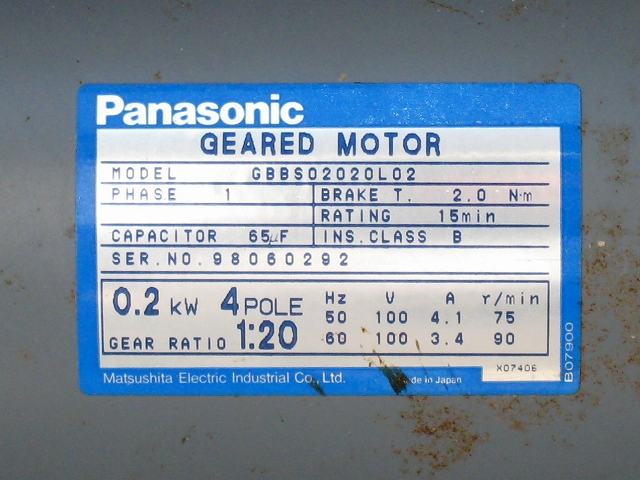 Panasonic
GEARED MOTOR
MODEL GBBS02020L02
PHASE 1 BRAKE T. 2.0 N·m
RATING 15min
CAPACITOR 65μF INS.CLASS B
SER.NO.98060292
0.2 kW 4 POLE Hz V A r/min
50 100 4.1 75
GEAR RATIO 1:20 60 100 3.4 90
X07406
Matsushita Electric Industrial Co., Ltd. in Japan
B07900